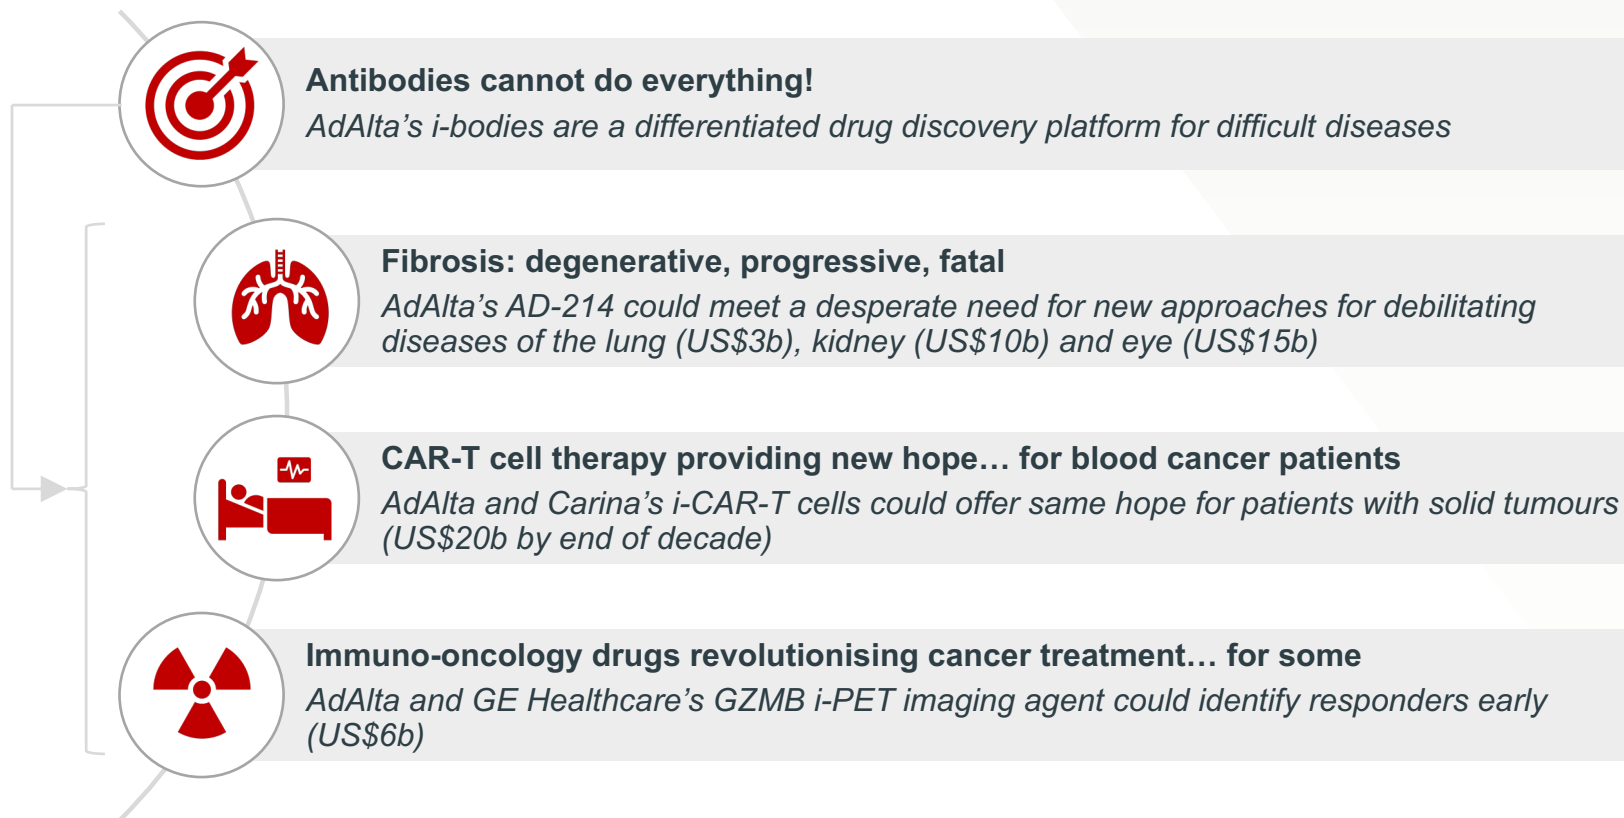 Antibodies cannot do everything!
AdAlta’s i-bodies are a differentiated drug discovery platform for difficult diseases
Fibrosis: degenerative, progressive, fatal
AdAlta’s AD-214 could meet a desperate need for new approaches for debilitating
diseases of the lung (US$3b), kidney (US$10b) and eye (US$15b)
CAR-T cell therapy providing new hope… for blood cancer patients
AdAlta and Carina’s i-CAR-T cells could offer same hope for patients with solid tumours
(US$20b by end of decade)
Immuno-oncology drugs revolutionising cancer treatment… for some
AdAlta and GE Healthcare’s GZMB i-PET imaging agent could identify responders early
(US$6b)